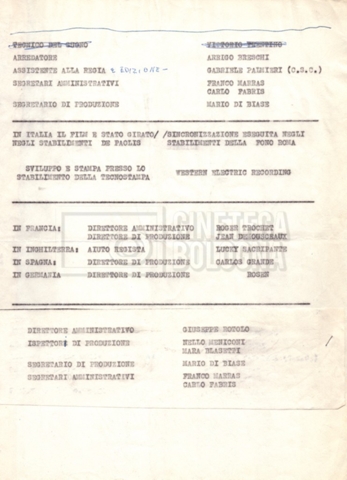 TECNICO DEL SUONO VITTORIO TRENTINO
ARREDATORE ARRIGO BRESCHI
ASSISTENTE ALLA REGIA e EDIZIONE - GABRIELE PALMIERI (C.S.C.)
SEGRETARI AMMINISTRATIVI FRANCO MARRAS
CARLO FABRIS
SEGRETARIO DI PRODUZIONE MARIO DI BIASE
IN ITALIA IL FILM E STATO GIRATO/ /SINCRONIZZAZIONE ESEGUITA NEGLI
NEGLI STABILIMENTI DE PAOLIS STABILIMENTI DELLA FONO ROMA
SVILUPPO E STAMPA PRESSO LO
STABILIMENTO DELLA TECNOSTAMPA WESTERN ELECTRIC RECORDING
CINETECA
BOLOGNA
IN FRANCIA: DIRETTORE AMMINISTRATIVO ROGER TROCHET
DIRETTORE DI PRODUZIONE JEAN
IN INGHILTERRA: AIUTO REGISTA LUCKY
IN SPAGNA: DIRETTORE DI PRODUZIONE CARLOS GRANDE
IN GERMANIA DIRETTORE DI PRODUZIONE ROGER
DIRETTORE AMMINISTRATIVO GIUSEPPE BOTOLO
ISPETTORI DI PRODUZIONE NELLO MENICONI
MARA BLASETTI
SEGRETARIO DI PRODUZIONE MARIO DI BIASE
SEGRETARI AMMINISTRATIVI FRANCO MARRAS
CARLO FABRIS